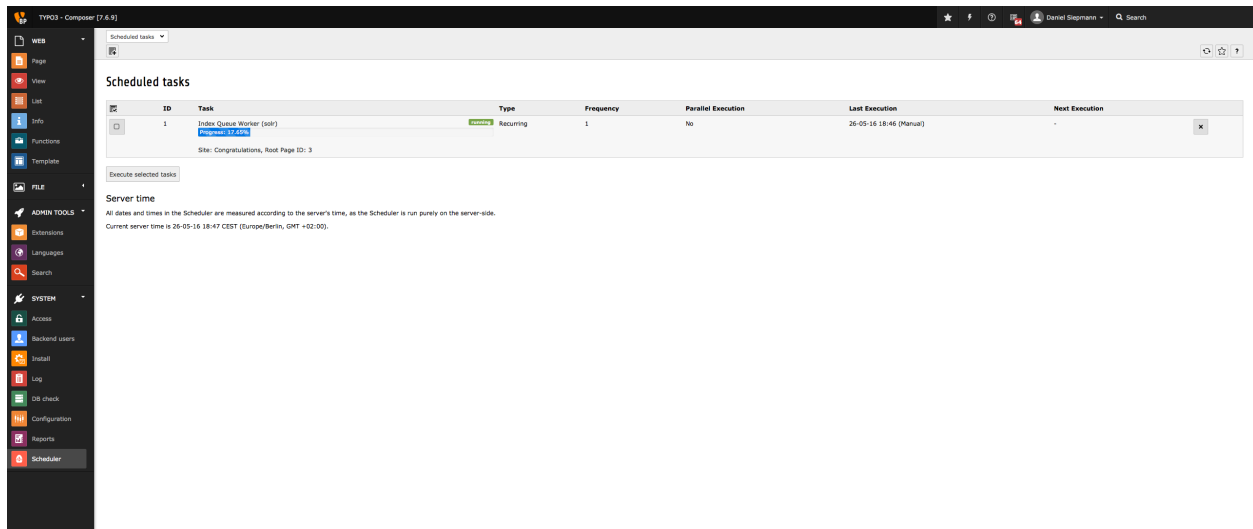 TYPO3 - Composer [7.6.9]
64
Daniel Siepmann
Search
WEB
Page
View
List
Info
Functions
Template
FILE
ADMIN TOOLS
Extensions
Languages
Search
SYSTEM
Access
Backend users
Install
Log
DB check
Configuration
Reports
Scheduler
Scheduled tasks
?
Scheduled tasks
ID Task Type Frequency Parallel Execution Last Execution Next Execution
1 Index Queue Worker (solr) running Recurring 1 No 26-05-16 18:46 (Manual) -
Progress: 17.65%
Site: Congratulations, Root Page ID: 3
Execute selected tasks
Server time
All dates and times in the Scheduler are measured according to the server's time, as the Scheduler is run purely on the server-side.
Current server time is 26-05-16 18:47 CEST (Europe/Berlin, GMT +02:00).